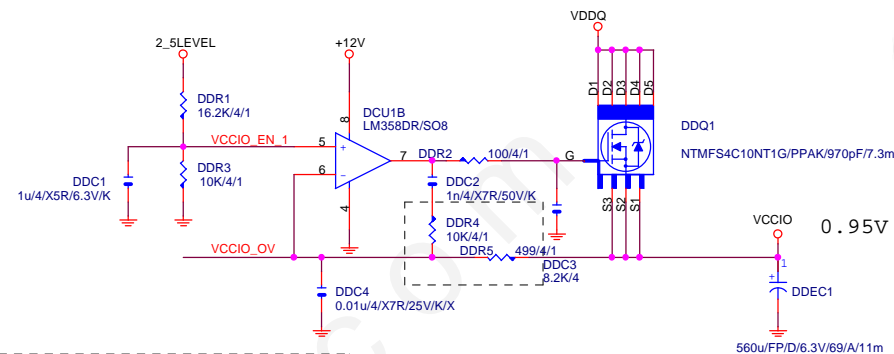 VDDQ
2_5LEVEL
+12V
D1
D2
D3
D4
D5
DDR1
16.2K/4/1
DCU1B
LM358DR/SO8
8
DDQ1
VCCIO_EN_1
5
+
7
DDR2
100/4/1
G
NTMFS4C10NT1G/PPAK/970pF/7.3m
6
-
DDC1
1u/4/X5R/6.3V/K
DDR3
10K/4/1
DDC2
1n/4/X7R/50V/K
4
S3
S2
S1
DDR4
10K/4/1
VCCIO
0.95V
VCCIO_OV
DDR5
499/4/1
DDC3
8.2K/4
1
+
DDC4
0.01u/4/X7R/25V/K/X
DDEC1
560u/FP/D/6.3V/69/A/11m
com